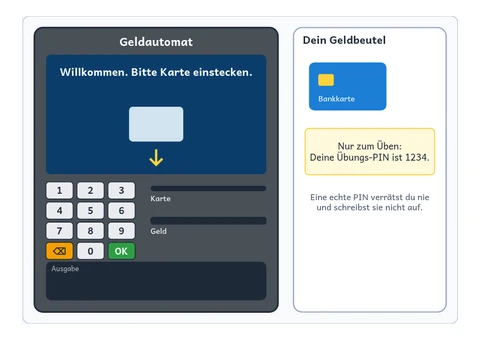 Geldautomat
Willkommen. Bitte Karte einstecken.
1 2 3
4 5 6
7 8 9
⌫ 0 OK
Karte
Geld
Ausgabe
Dein Geldbeutel
Bankkarte
Nur zum Üben:
Deine Übungs-PIN ist 1234.
Eine echte PIN verrätst du nie
und schreibst sie nicht auf.